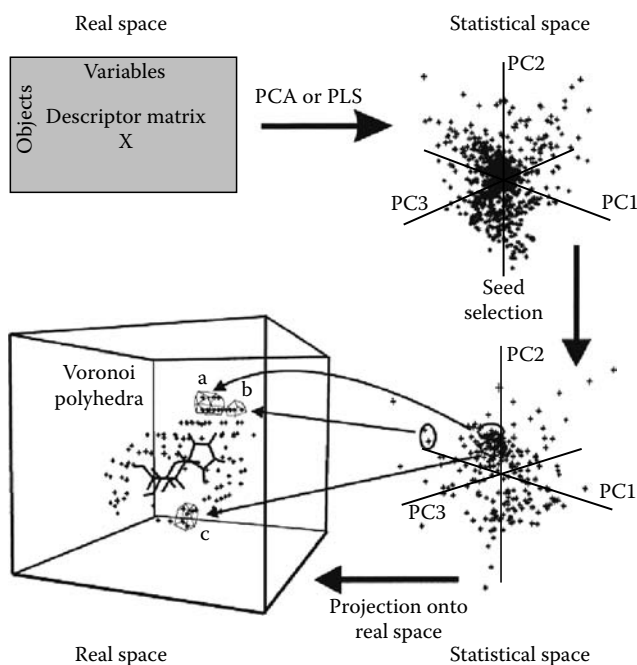 Real space
Statistical space
Variables
Objects
Descriptor matrix
X
PCA or PLS
PC2
PC3
PC1
Seed
selection
Voronoi
polyhedra
a
b
c
PC2
PC3
PC1
Projection onto
real space
Real space
Statistical space